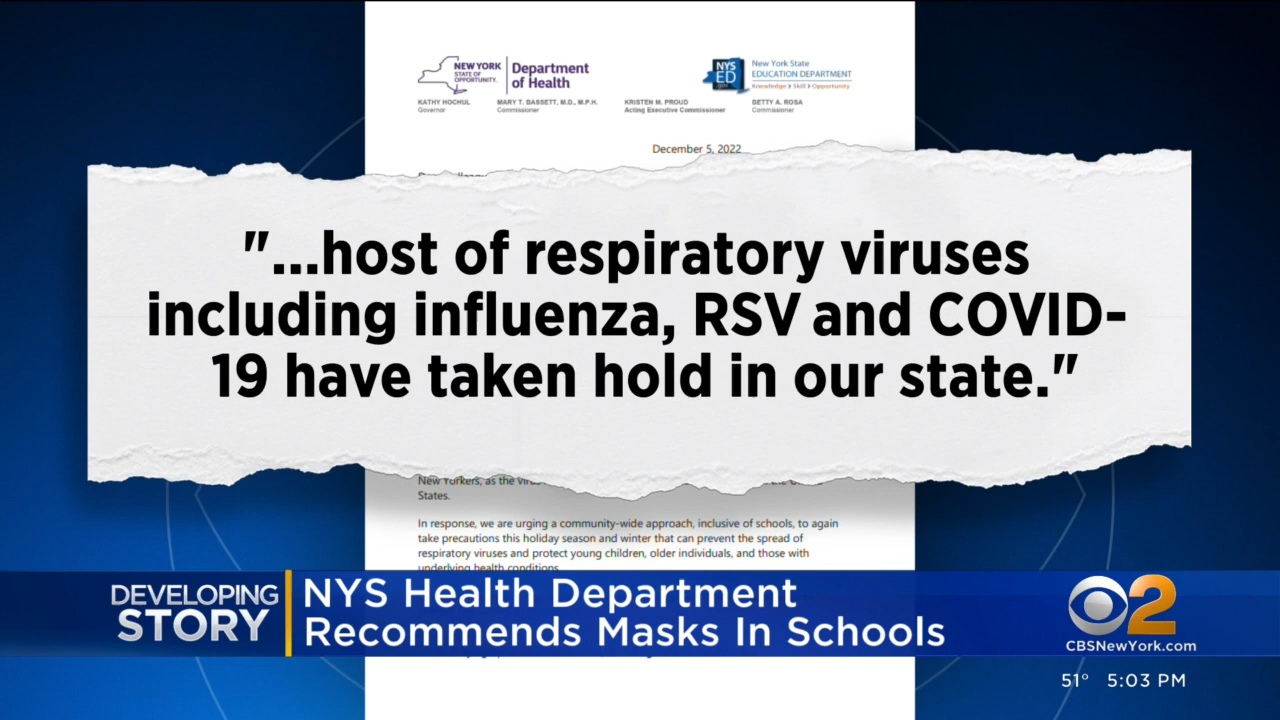 NEW YORK
STATE OF
OPPORTUNITY.
Department
of Health
NYS
ED
New York State
EDUCATION DEPARTMENT
Knowledge > Skill > Opportunity
KATHY HOCHUL
Governor
MARY T. BASSETT, M.D., M.P.H.
Commissioner
KRISTEN M. PROUD
Acting Executive Commissioner
BETTY A. ROSA
Commissioner
December 5, 2022
"...host of respiratory viruses
including influenza, RSV and COVID-
19 have taken hold in our state."
New Yorkers, as the
States.
In response, we are urging a community-wide approach, inclusive of schools, to again
take precautions this holiday season and winter that can prevent the spread of
respiratory viruses and protect young children, older individuals, and those with
underlying health conditions
DEVELOPING
STORY
NYS Health Department
Recommends Masks In Schools
2
CBSNewYork.com
51° 5:03 PM